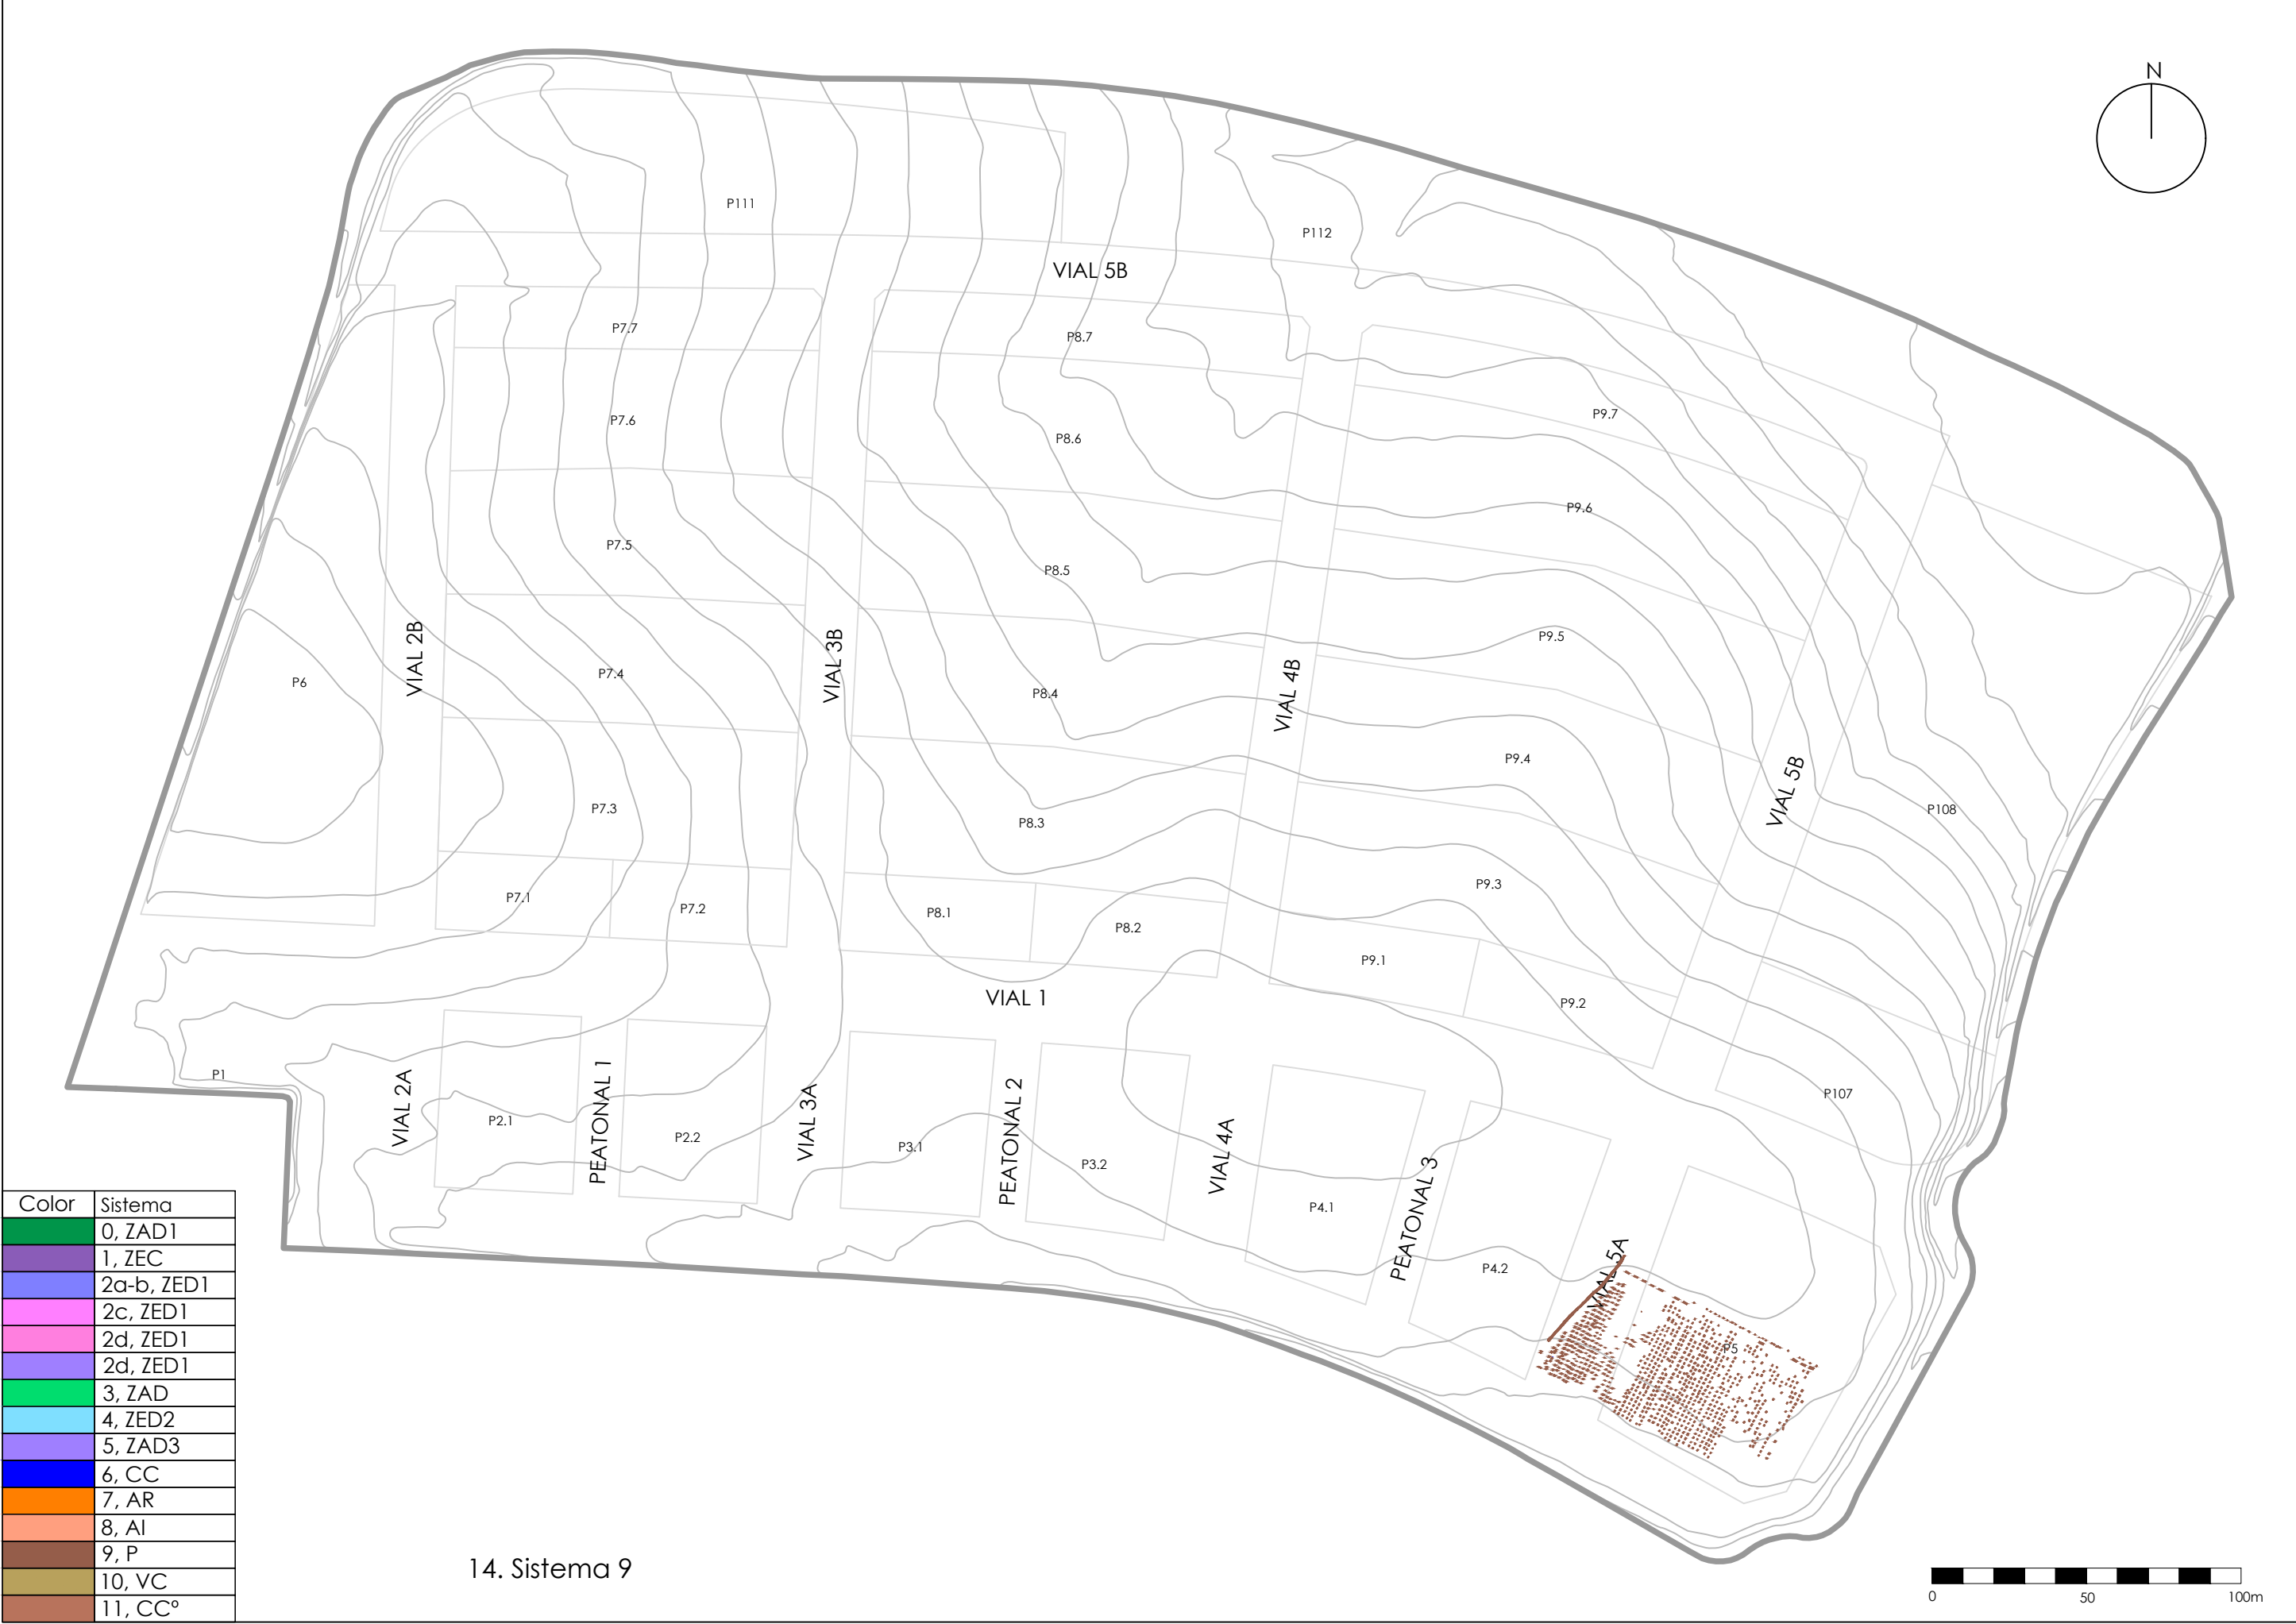 N
P111
P112
VIAL 5B
P7.7
P8.7
P7.6
P8.6
P9.7
P9.6
P7.5
P8.5
P9.5
P6
VIAL 2B
P7.4
VIAL 3B
P8.4
VIAL 4B
P9.4
VIAL 5B
P108
P7.3
P8.3
P9.3
P7.1
P7.2
P8.1
P8.2
P9.1
P9.2
VIAL 1
P1
P107
VIAL 2A
P2.1
PEATONAL 1
P2.2
VIAL 3A
P3.1
PEATONAL 2
P3.2
VIAL 4A
P4.1
PEATONAL 3
P4.2
VIAL 5A
P5
Color Sistema
0, ZAD1
1, ZEC
2a-b, ZED1
2c, ZED1
2d, ZED1
2d, ZED1
3, ZAD
4, ZED2
5, ZAD3
6, CC
7, AR
8, AI
9, P
10, VC
11, CCº
14. Sistema 9
0 50 100m